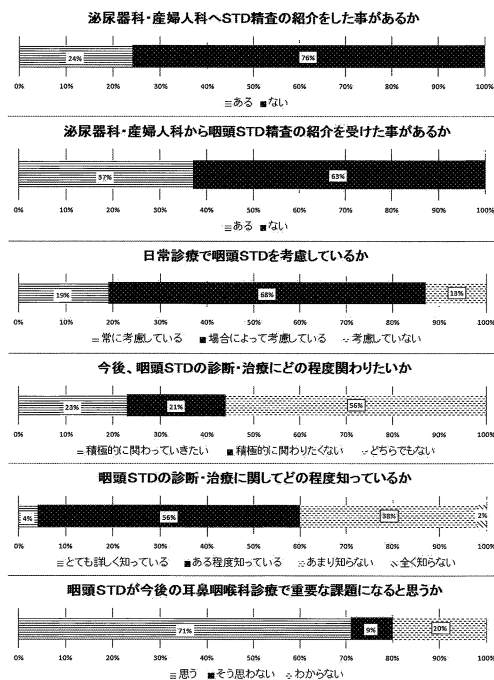 泌尿器科・産婦人科へSTD精査の紹介をした事があるか
24% 76%
0% 10% 20% 30% 40% 50% 60% 70% 80% 90% 100%
ある ない
泌尿器科・産婦人科から咽頭STD精査の紹介を受けた事があるか
37% 63%
0% 10% 20% 30% 40% 50% 60% 70% 80% 90% 100%
ある ない
日常診療で咽頭STDを考慮しているか
19% 68% 13%
0% 10% 20% 30% 40% 50% 60% 70% 80% 90% 100%
常に考慮している 場合によって考慮している 考慮していない
今後、咽頭STDの診断・治療にどの程度関わりたいか
23% 21% 56%
0% 10% 20% 30% 40% 50% 60% 70% 80% 90% 100%
積極的に関わっていきたい 積極的に関わりたくない どちらでもない
咽頭STDの診断・治療に関してどの程度知っているか
4% 56% 38% 2%
0% 10% 20% 30% 40% 50% 60% 70% 80% 90% 100%
とても詳しく知っている ある程度知っている あまり知らない 全く知らない
咽頭STDが今後の耳鼻咽喉科診療で重要な課題になると思うか
71% 9% 20%
0% 10% 20% 30% 40% 50% 60% 70% 80% 90% 100%
思う そう思わない わからない